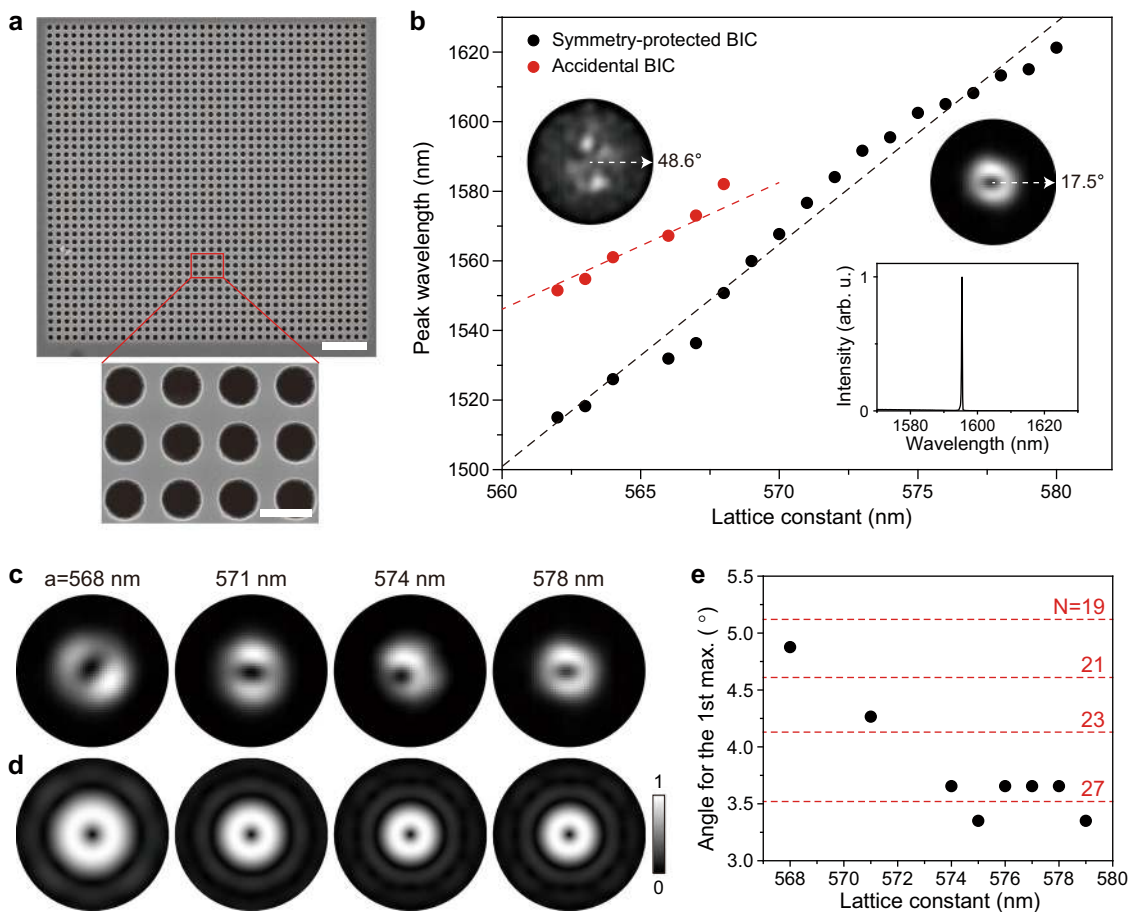 a
b
Symmetry-protected BIC
Accidental BIC
48.6°
17.5°
Peak wavelength (nm)
1620
1600
1580
1560
1540
1520
1500
560
565
570
575
580
Lattice constant (nm)
Intensity (arb. u.)
1
0
1580
1600
1620
Wavelength (nm)
c
a=568 nm
571 nm
574 nm
578 nm
d
1
0
e
Angle for the 1st max. ( °)
5.5
5.0
4.5
4.0
3.5
3.0
N=19
21
23
27
568
570
572
574
576
578
580
Lattice constant (nm)